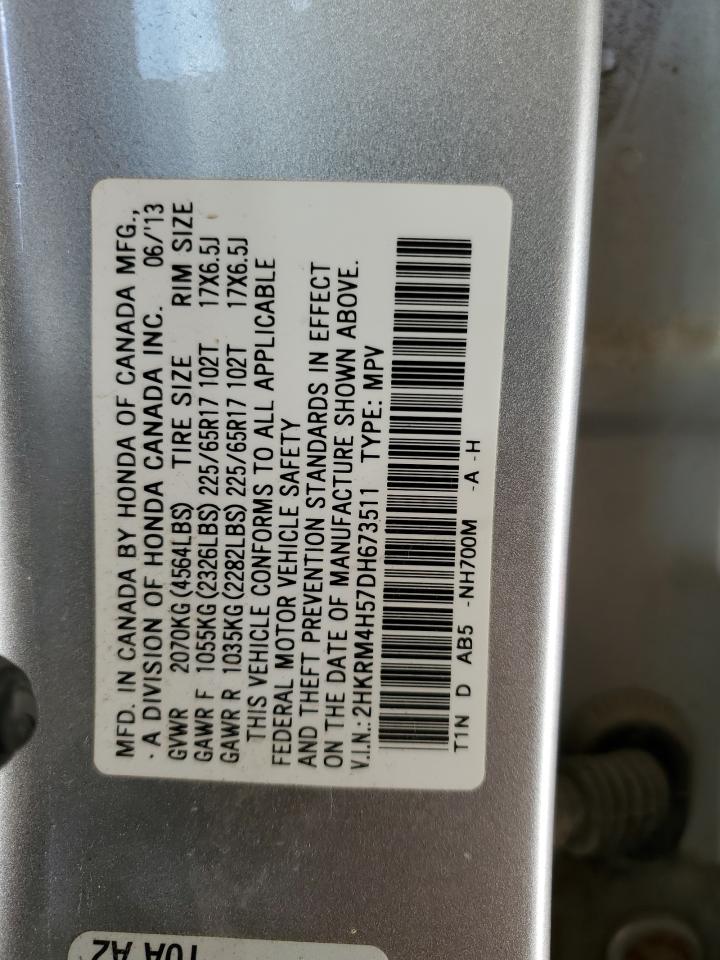 MFD. IN CANADA BY HONDA OF CANADA MFG.,
· A DIVISION OF HONDA CANADA INC. 06/'13
GVWR 2070KG(4564LBS) TIRE SIZE RIM SIZE
GAWR F 1055KG(2326LBS) 225/65R17 102T 17X6.5J
GAWR R 1035KG(2282LBS) 225/65R17 102T 17X6.5J
THIS VEHICLE CONFORMS TO ALL APPLICABLE
FEDERAL MOTOR VEHICLE SAFETY
AND THEFT PREVENTION STANDARDS IN EFFECT
ON THE DATE OF MANUFACTURE SHOWN ABOVE.
V.I.N.:2HKRM4H57DH673511 TYPE: MPV
T1N D AB5 -NH700M -A -H